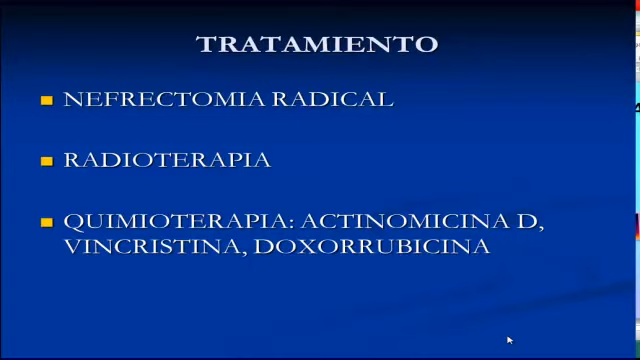 TRATAMIENTO
NEFRECTOMIA RADICAL
RADIOTERAPIA
QUIMIOTERAPIA: ACTINOMICINA D,
VINCRISTINA, DOXORRUBICINA